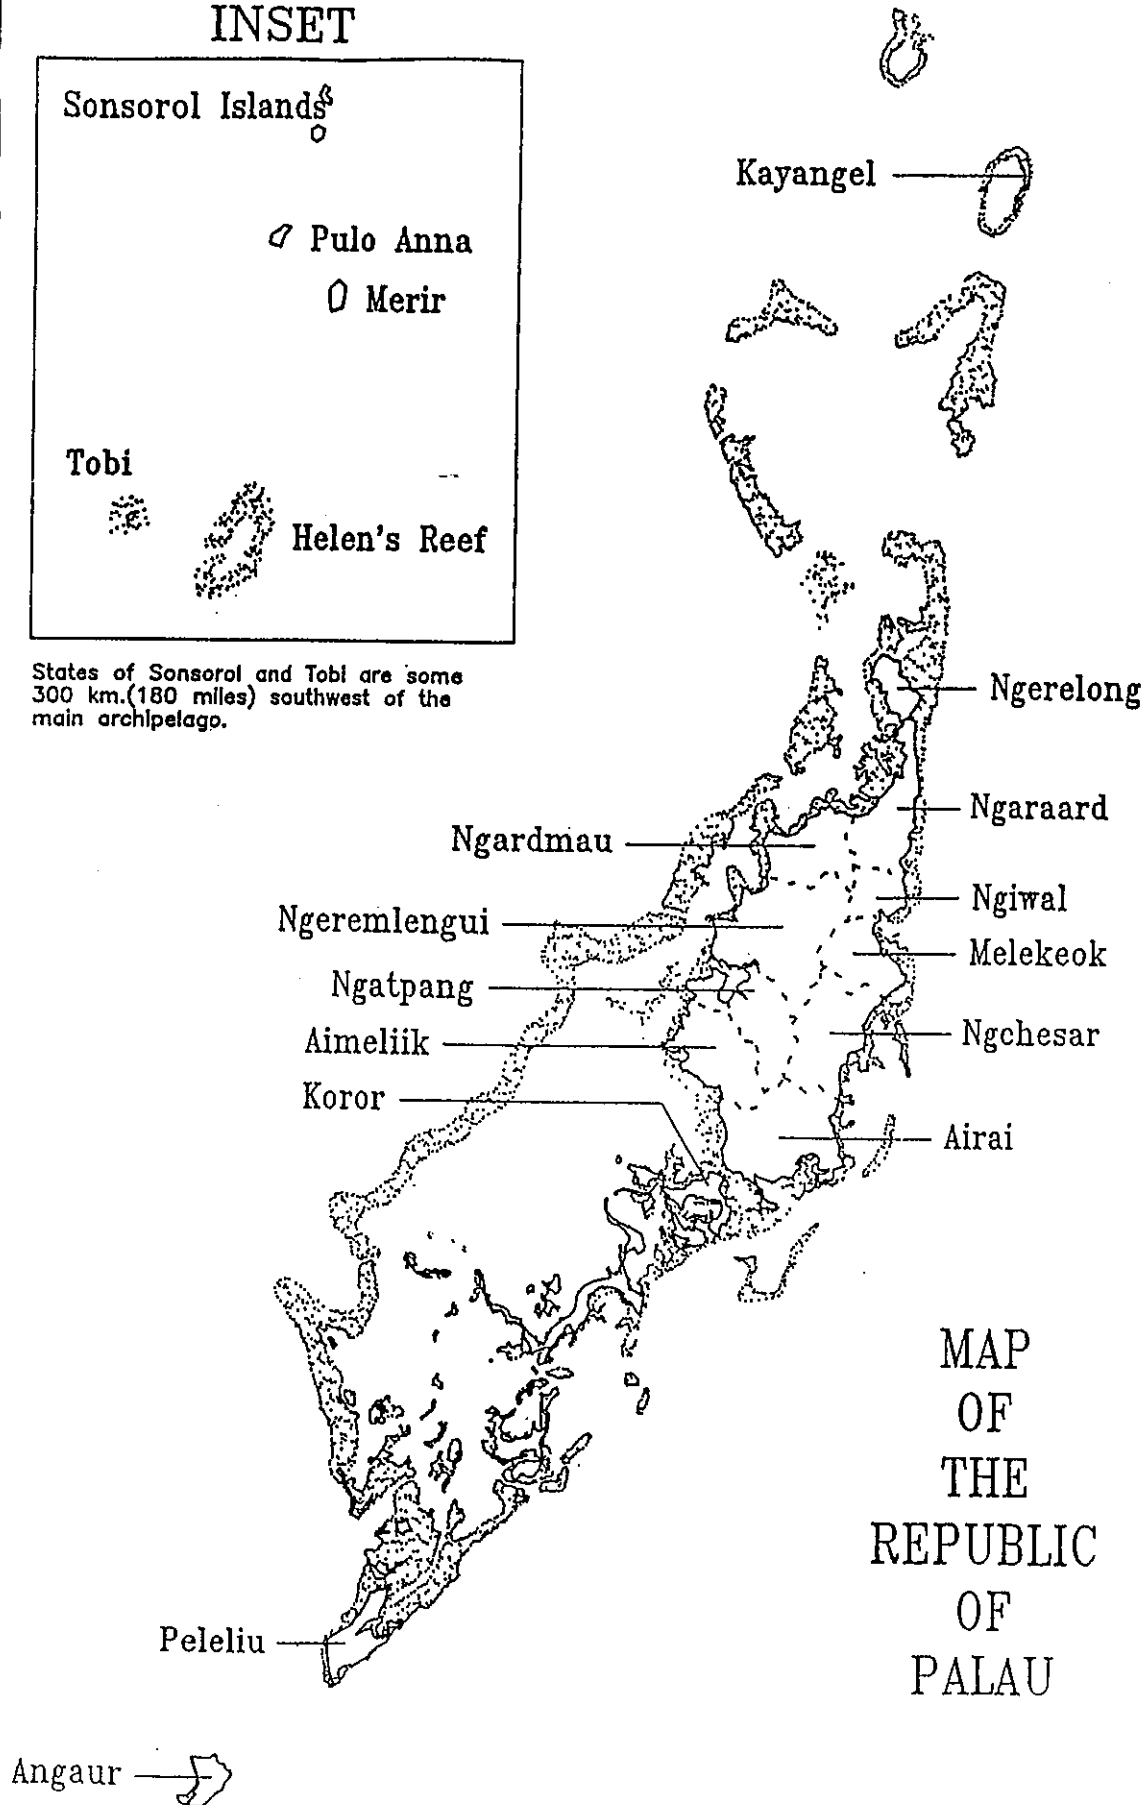 INSET
Sonsorol Islands
Pulo Anna
Merir
Tobi
Helen's Reef
States of Sonsorol and Tobi are some
300 km.(180 miles) southwest of the
main archipelago.
Kayangel
Ngerelong
Ngaraard
Ngardmau
Ngiwal
Ngeremlengui
Melekeok
Ngatpang
Ngchesar
Aimeliik
Koror
Airai
MAP
OF
THE
REPUBLIC
OF
PALAU
Peleliu
Angaur